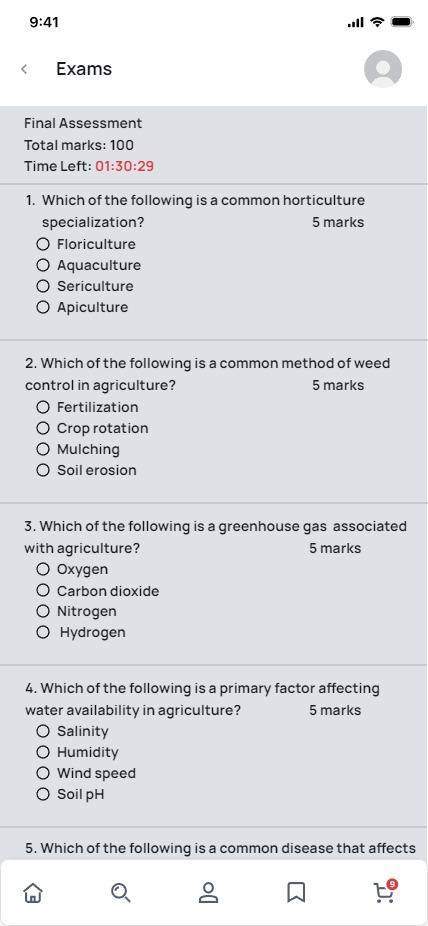 9:41
Exams
Final Assessment
Total marks: 100
Time Left: 01:30:29
1. Which of the following is a common horticulture
specialization? 5 marks
Floriculture
Aquaculture
Sericulture
Apiculture
2. Which of the following is a common method of weed
control in agriculture? 5 marks
Fertilization
Crop rotation
Mulching
Soil erosion
3. Which of the following is a greenhouse gas associated
with agriculture? 5 marks
Oxygen
Carbon dioxide
Nitrogen
Hydrogen
4. Which of the following is a primary factor affecting
water availability in agriculture? 5 marks
Salinity
Humidity
Wind speed
Soil pH
5. Which of the following is a common disease that affects
9